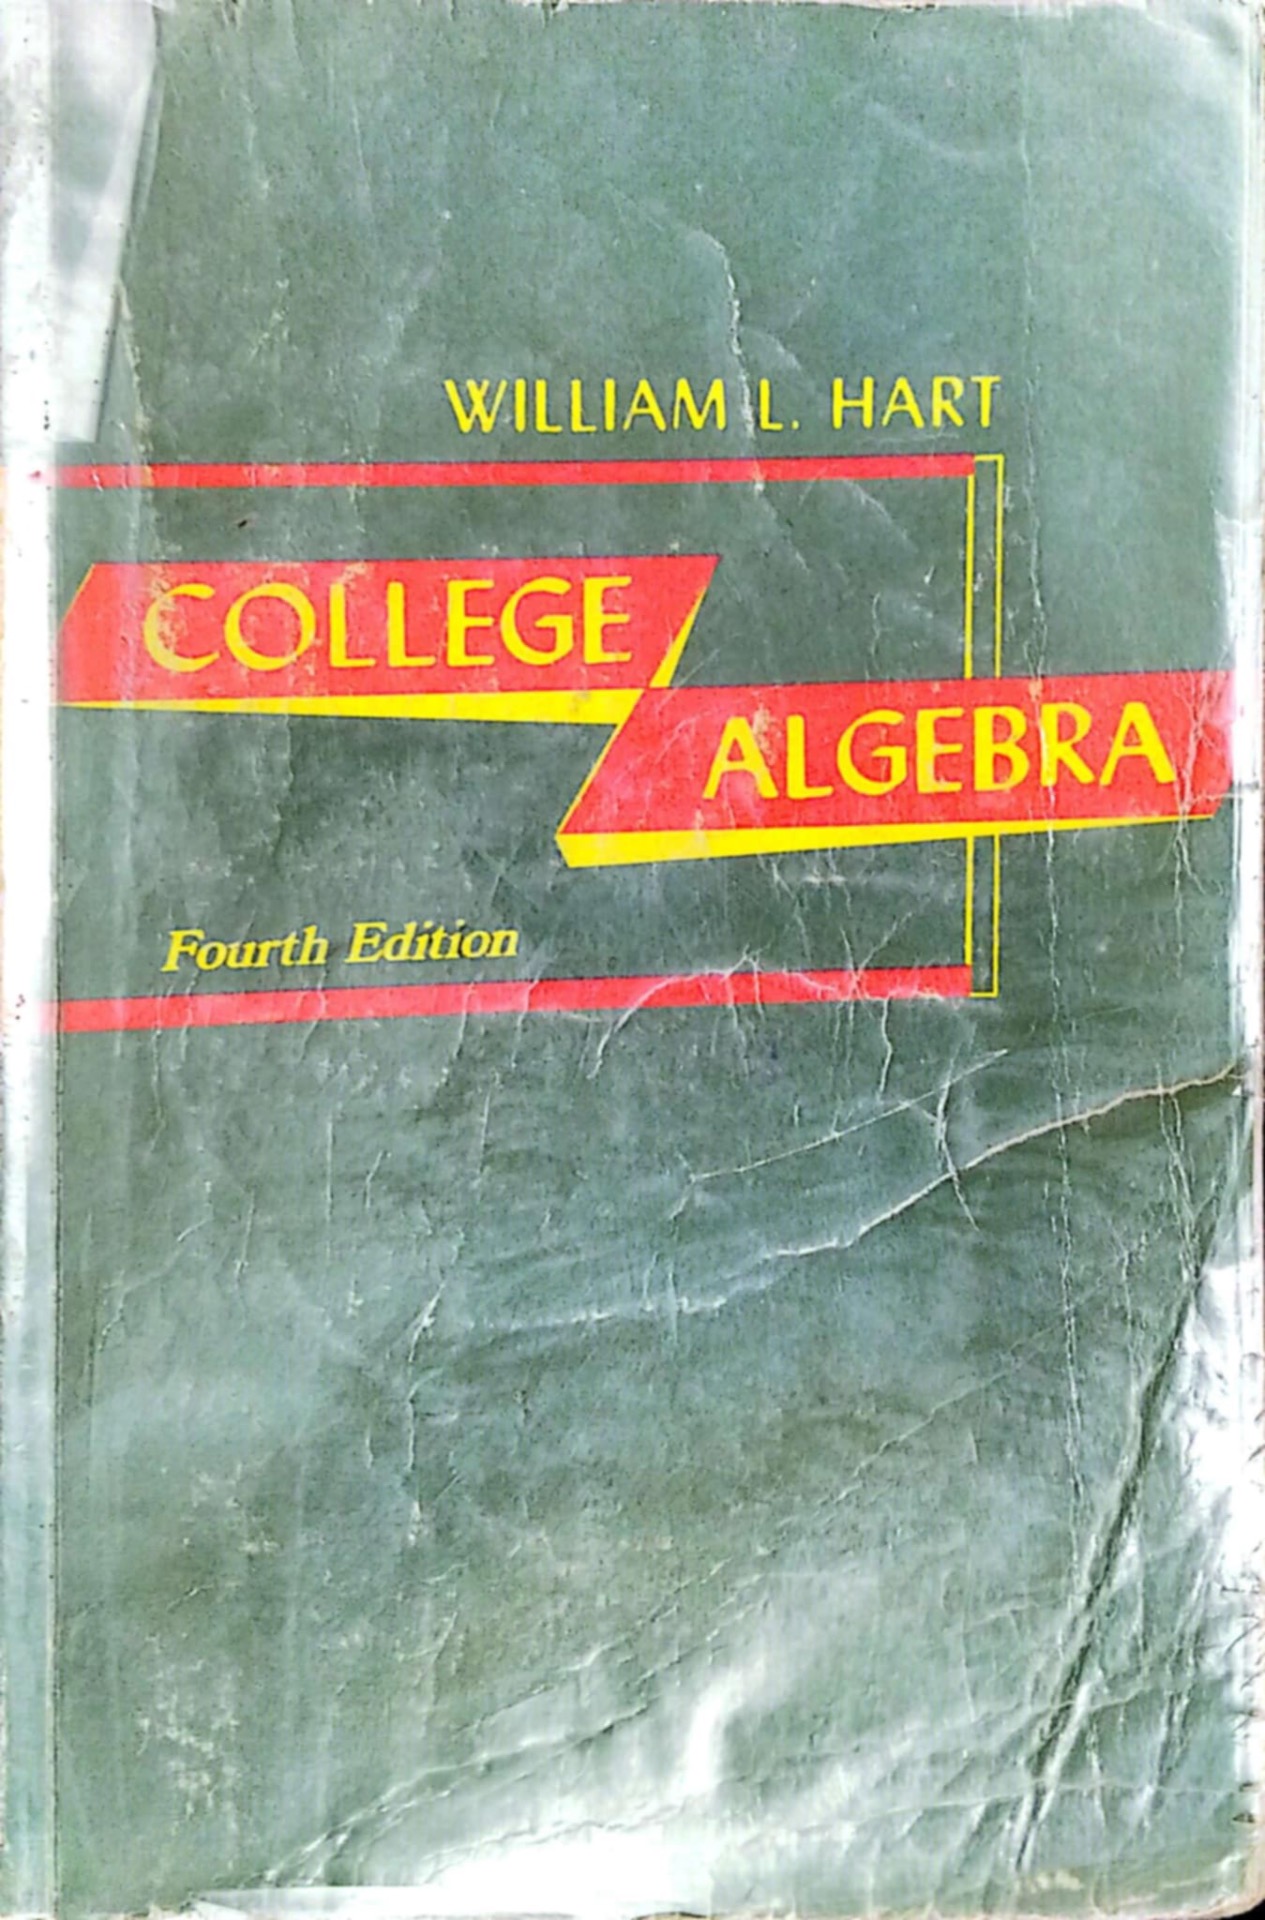 WILLIAM L. HART
COLLEGE
ALGEBRA
Fourth Edition